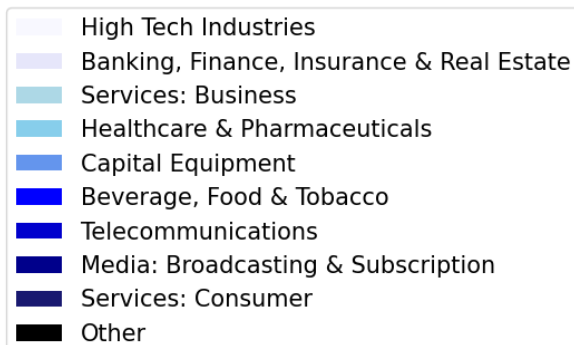 High Tech Industries
Banking, Finance, Insurance & Real Estate
Services: Business
Healthcare & Pharmaceuticals
Capital Equipment
Beverage, Food & Tobacco
Telecommunications
Media: Broadcasting & Subscription
Services: Consumer
Other